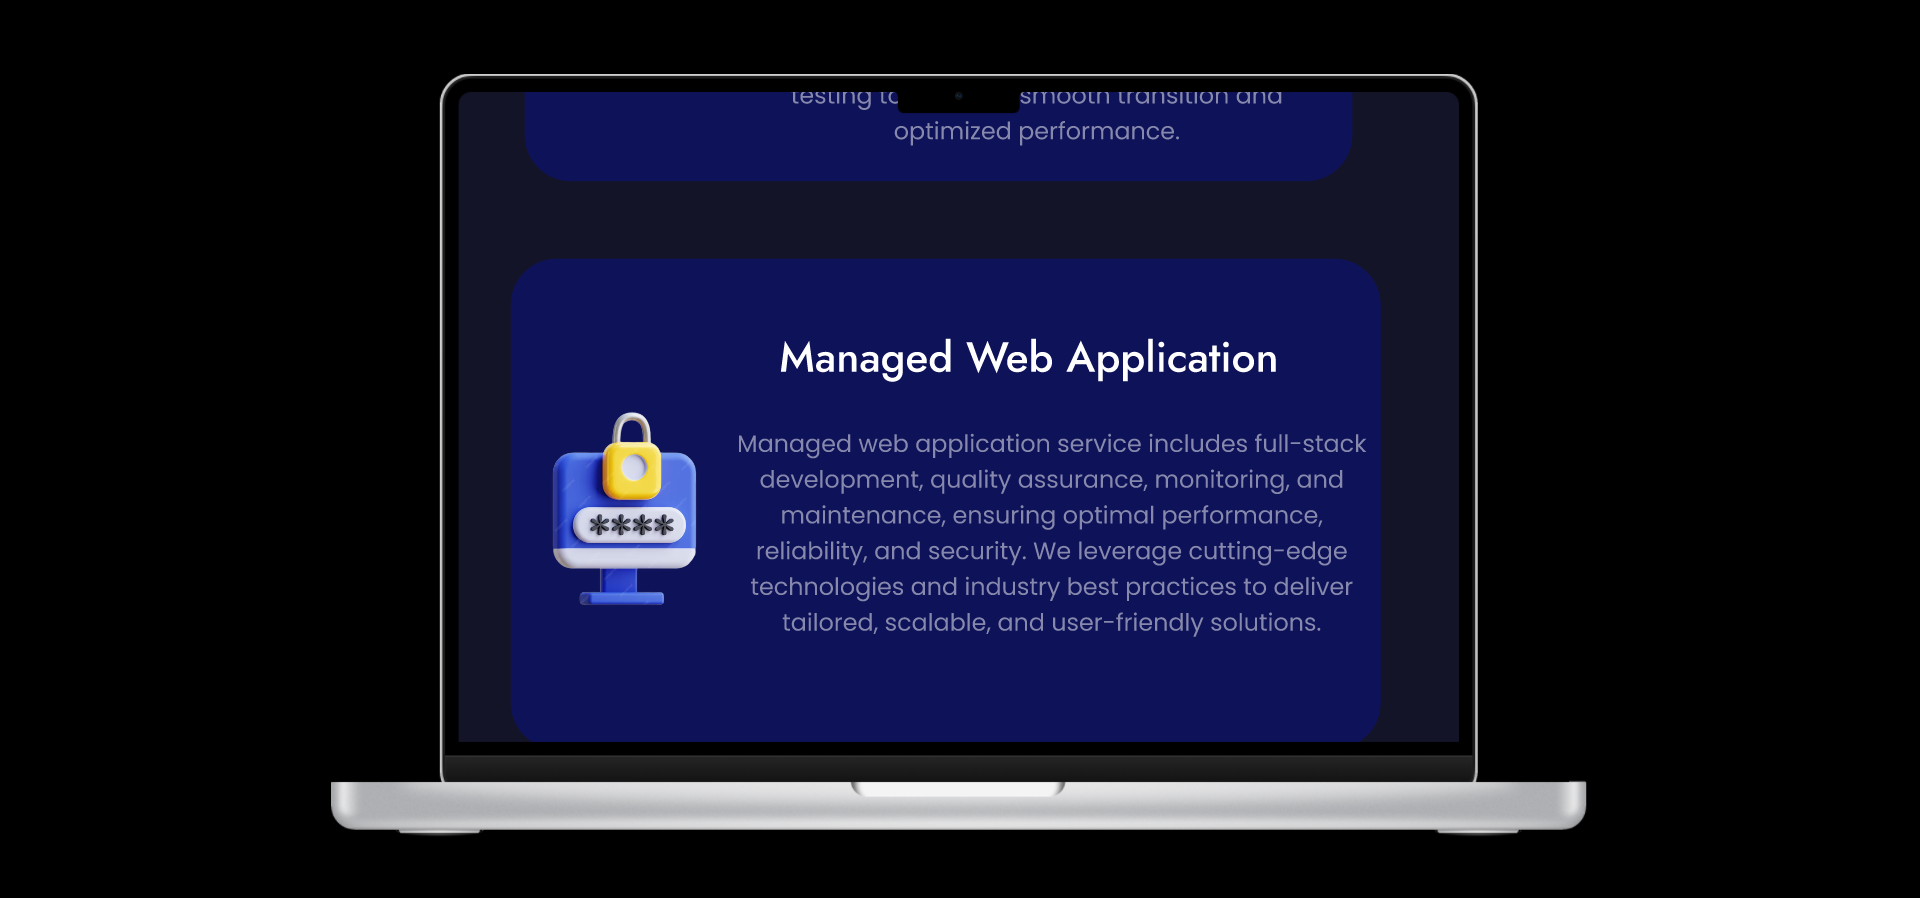 testing to smooth transition and
optimized performance.
Managed Web Application
Managed web application service includes full-stack
development, quality assurance, monitoring, and
maintenance, ensuring optimal performance,
reliability, and security. We leverage cutting-edge
technologies and industry best practices to deliver
tailored, scalable, and user-friendly solutions.
****